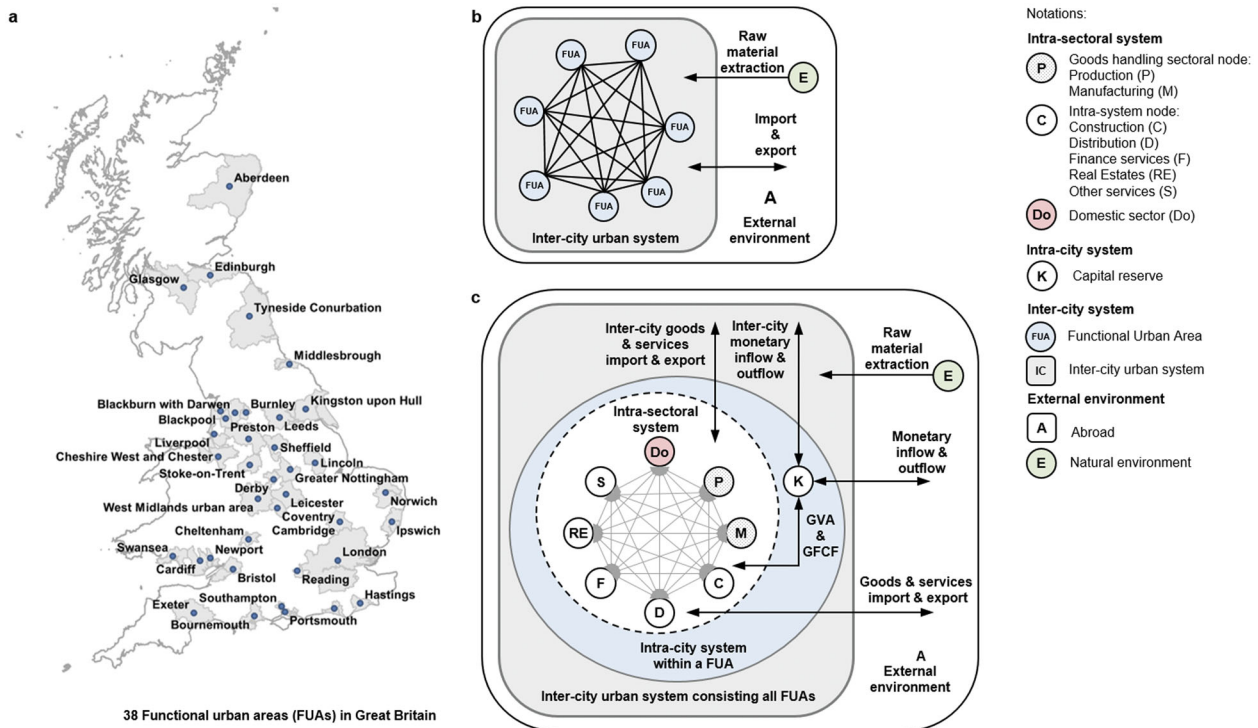 a
Aberdeen
Edinburgh
Glasgow
Tyneside Conurbation
Middlesbrough
Blackburn with Darwen
Burnley
Kingston upon Hull
Blackpool
Preston
Leeds
Liverpool
Sheffield
Cheshire West and Chester
Lincoln
Stoke-on-Trent
Greater Nottingham
Derby
Leicester
Norwich
West Midlands urban area
Coventry
Cheltenham
Cambridge
Ipswich
Swansea
Newport
London
Cardiff
Bristol
Reading
Exeter
Southampton
Hastings
Bournemouth
Portsmouth
38 Functional urban areas (FUAs) in Great Britain
b
FUA
FUA
FUA
FUA
FUA
FUA
FUA
Inter-city urban system
Raw
material
extraction
E
Import
&
export
A
External
environment
c
Inter-city goods
& services
import & export
Inter-city
monetary
inflow &
outflow
Raw
material
extraction
E
Intra-sectoral
system
Do
S
P
RE
M
F
C
D
K
GVA
&
GFCF
Monetary
inflow &
outflow
Goods & services
import & export
Intra-city system
within a FUA
A
External
environment
Inter-city urban system consisting all FUAs
Notations:
Intra-sectoral system
P
Goods handling sectoral node:
Production (P)
Manufacturing (M)
C
Intra-system node:
Construction (C)
Distribution (D)
Finance services (F)
Real Estates (RE)
Other services (S)
Do
Domestic sector (Do)
Intra-city system
K
Capital reserve
Inter-city system
FUA
Functional Urban Area
IC
Inter-city urban system
External environment
A
Abroad
E
Natural environment